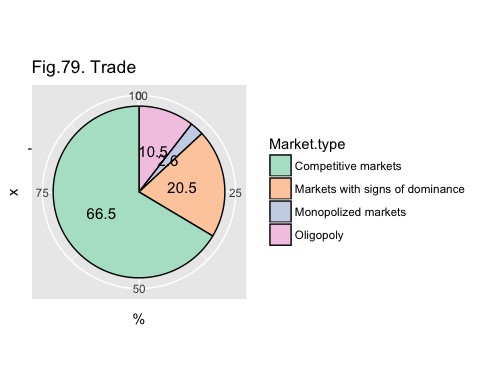 Fig.79. Trade
100
0
10.5
2.6
x
75
20.5
25
66.5
50
%
Market.type
Competitive markets
Markets with signs of dominance
Monopolized markets
Oligopoly